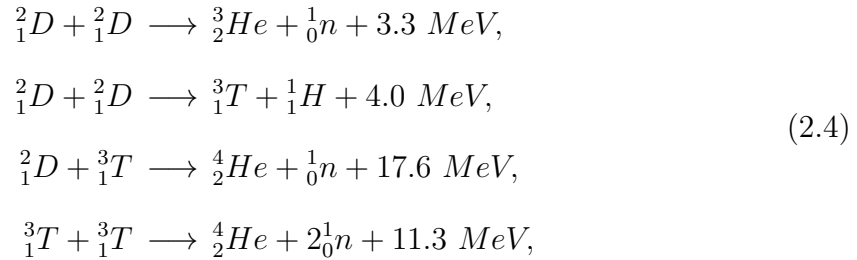 ²₁D + ²₁D ⟶ ³₂He + ¹₀n + 3.3 MeV,
²₁D + ²₁D ⟶ ³₁T + ¹₁H + 4.0 MeV,
(2.4)
²₁D + ³₁T ⟶ ⁴₂He + ¹₀n + 17.6 MeV,
³₁T + ³₁T ⟶ ⁴₂He + 2¹₀n + 11.3 MeV,